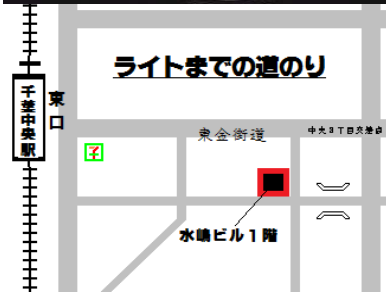 ライトまでの道のり
千葉中央駅
東口
東金街道
中央3丁目交差点
水嶋ビル1階